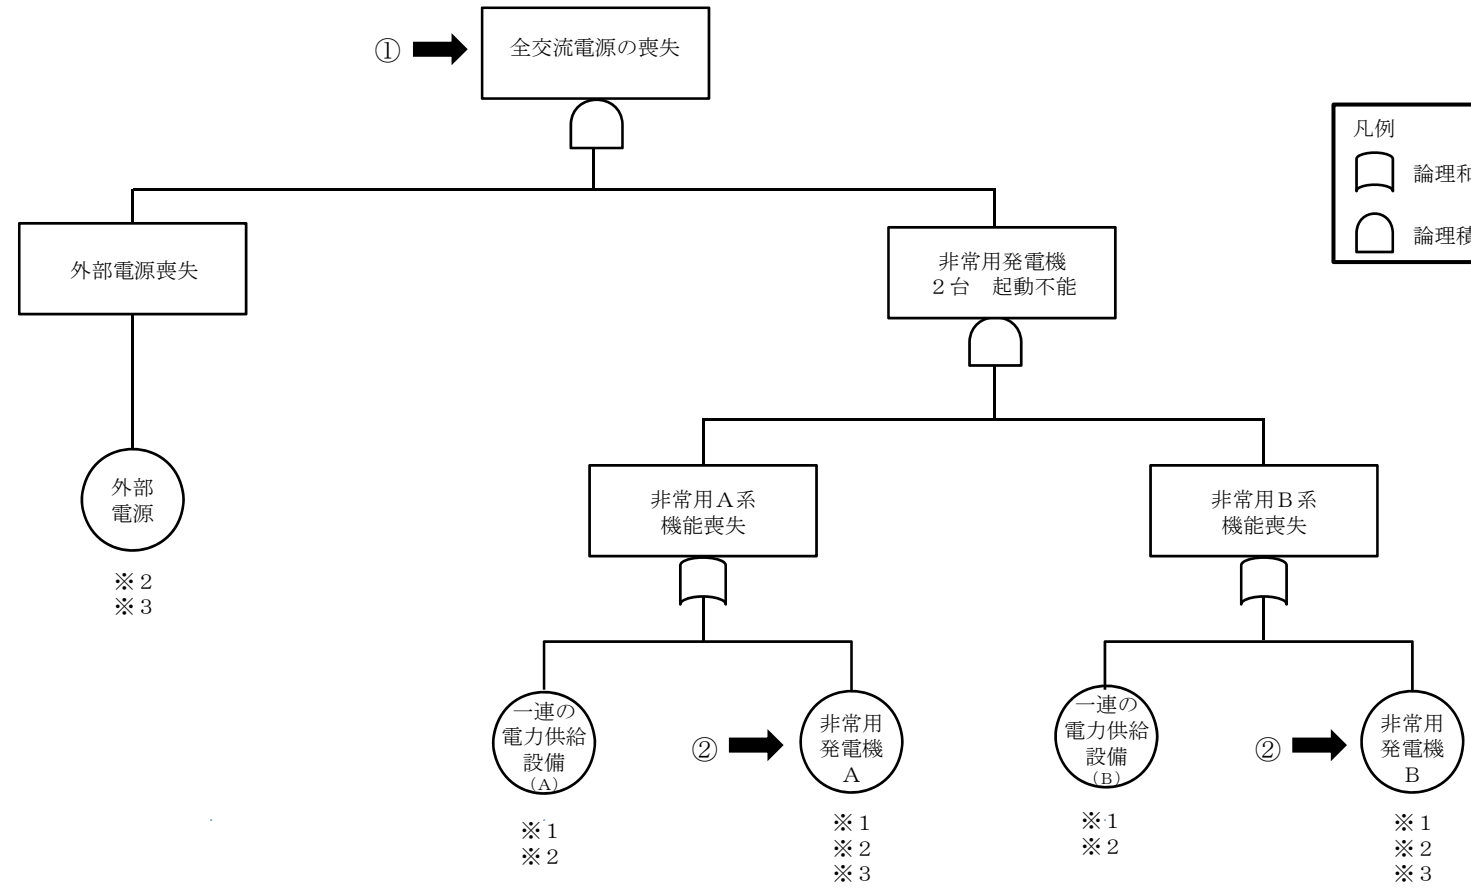 ① 全交流電源の喪失
凡例
論理和
論理積
外部電源喪失
非常用発電機
２台　起動不能
外部
電源
※２
※３
非常用Ａ系
機能喪失
非常用Ｂ系
機能喪失
一連の
電力供給
設備
（Ａ）
※１
※２
②
非常用
発電機
Ａ
※１
※２
※３
一連の
電力供給
設備
（Ｂ）
※１
※２
②
非常用
発電機
Ｂ
※１
※２
※３